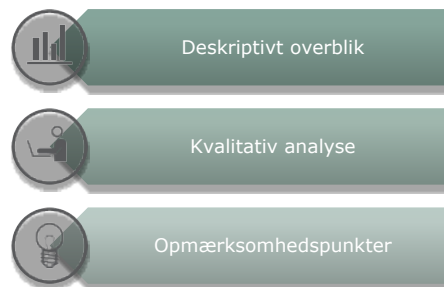 Deskriptivt overblik
Kvalitativ analyse
Opmærksomhedspunkter